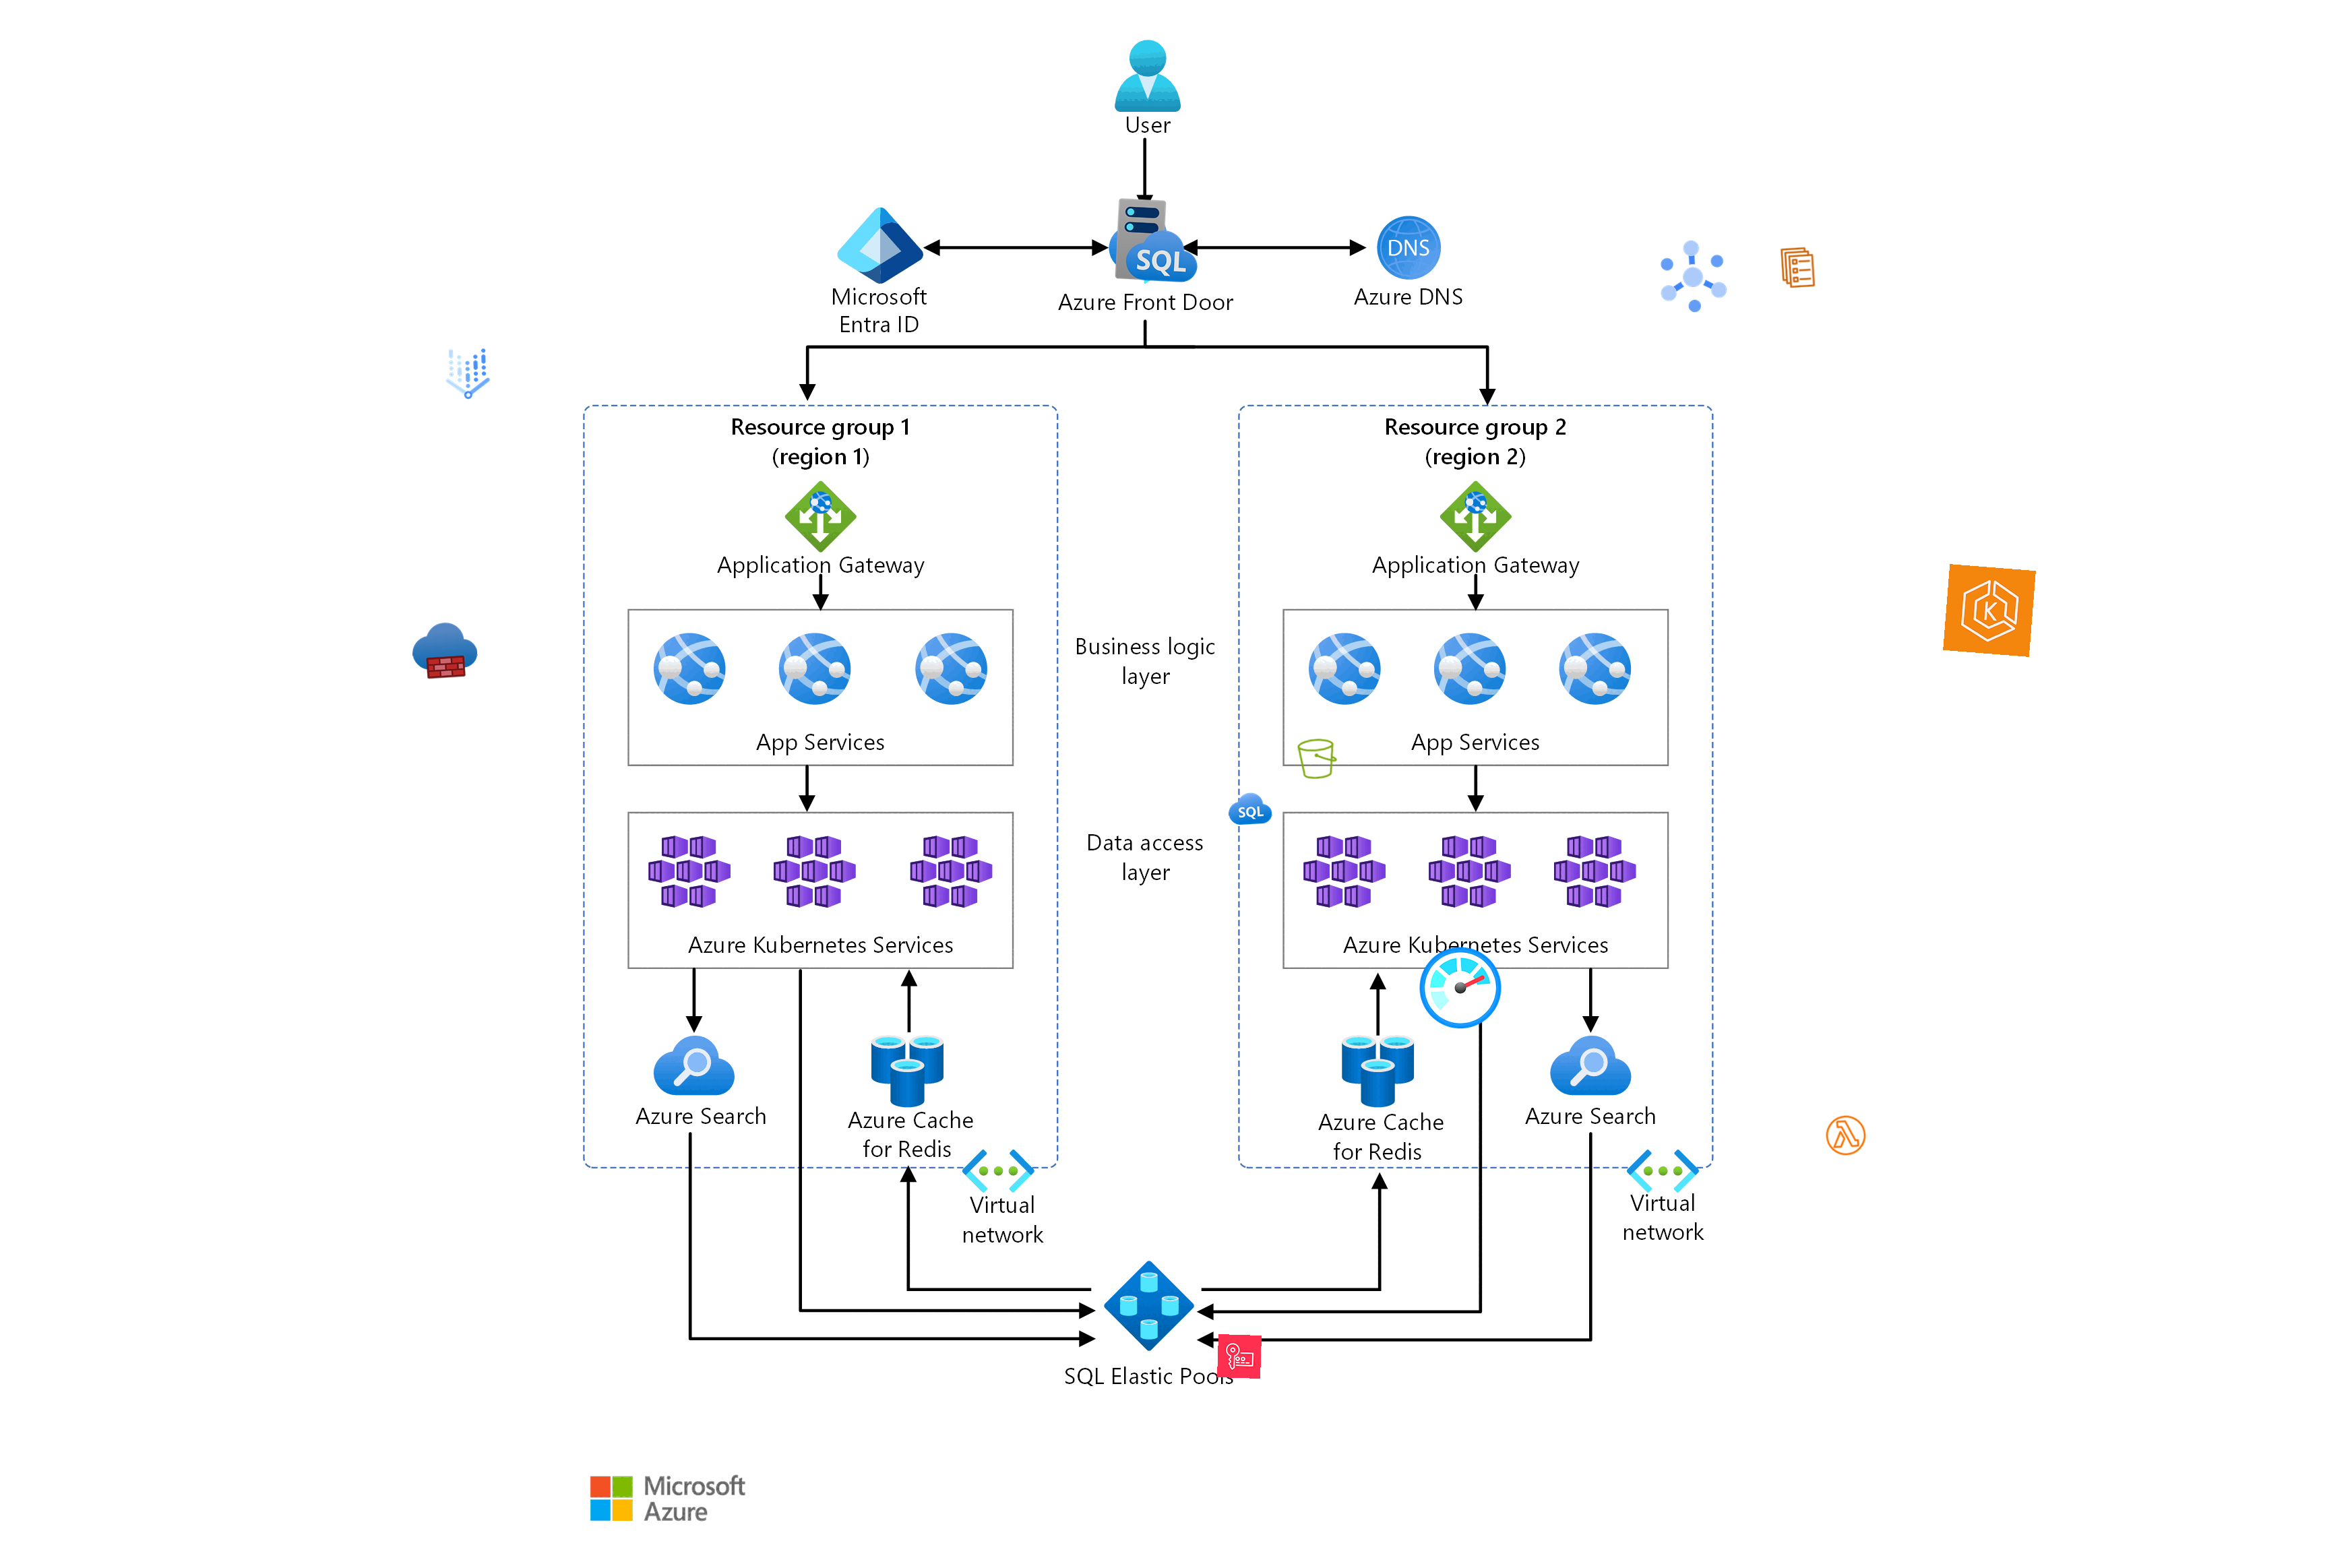 User
Microsoft
Entra ID
SQL
Azure Front Door
DNS
Azure DNS
Resource group 1
(region 1)
Resource group 2
(region 2)
Application Gateway
Application Gateway
K
Business logic
layer
App Services
App Services
SQL
Data access
layer
Azure Kubernetes Services
Azure Kubernetes Services
Azure Search
Azure Cache
for Redis
Azure Cache
for Redis
Azure Search
Virtual
network
Virtual
network
SQL Elastic Pools
Microsoft
Azure